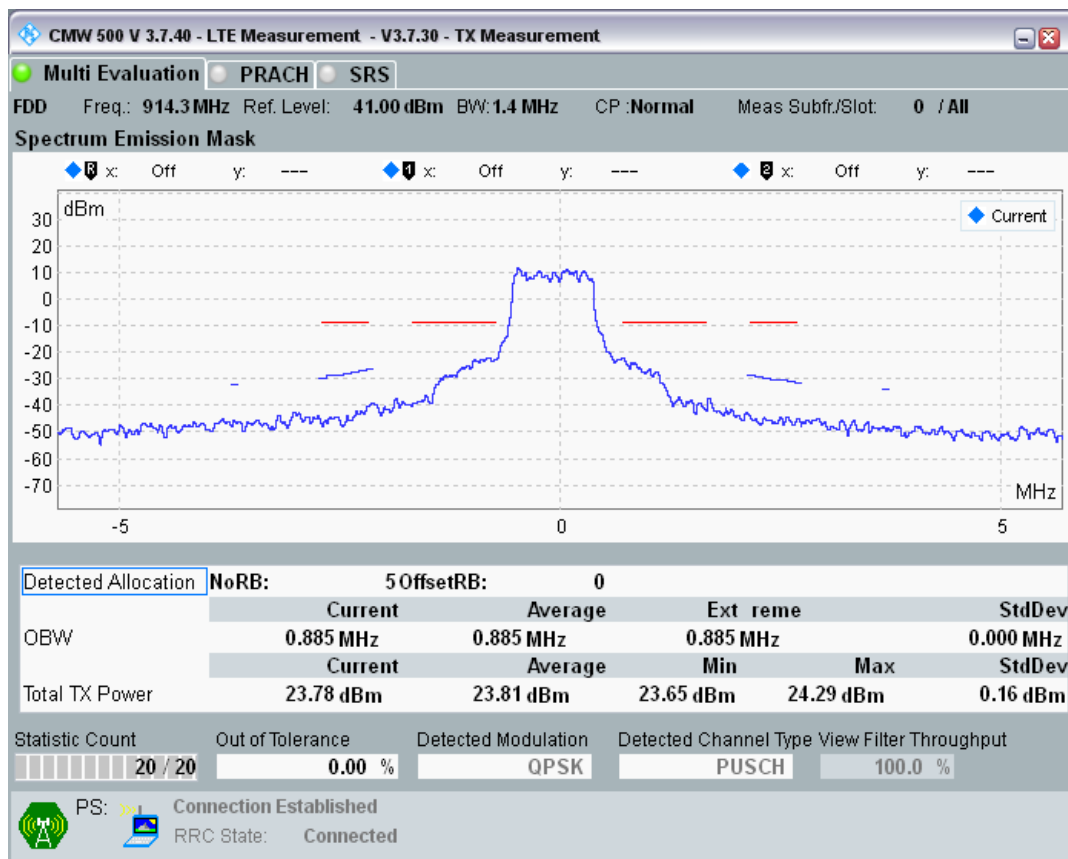 CMW 500 V 3.7.40 - LTE Measurement - V3.7.30 - TX Measurement
Multi Evaluation PRACH SRS
FDD Freq.: 914.3 MHz Ref. Level: 41.00 dBm BW: 1.4 MHz CP :Normal Meas Subfr./Slot: 0 / All
Spectrum Emission Mask
R x: Off y: --- 1 x: Off y: --- 2 x: Off y: ---
dBm
Current
30
20
10
0
-10
-20
-30
-40
-50
-60
-70
MHz
-5 0 5
Detected Allocation NoRB: 5 OffsetRB: 0
Current Average Ext reme StdDev
OBW 0.885 MHz 0.885 MHz 0.885 MHz 0.000 MHz
Current Average Min Max StdDev
Total TX Power 23.78 dBm 23.81 dBm 23.65 dBm 24.29 dBm 0.16 dBm
Statistic Count Out of Tolerance Detected Modulation Detected Channel Type View Filter Throughput
20 / 20 0.00 % QPSK PUSCH 100.0 %
PS: Connection Established
RRC State: Connected